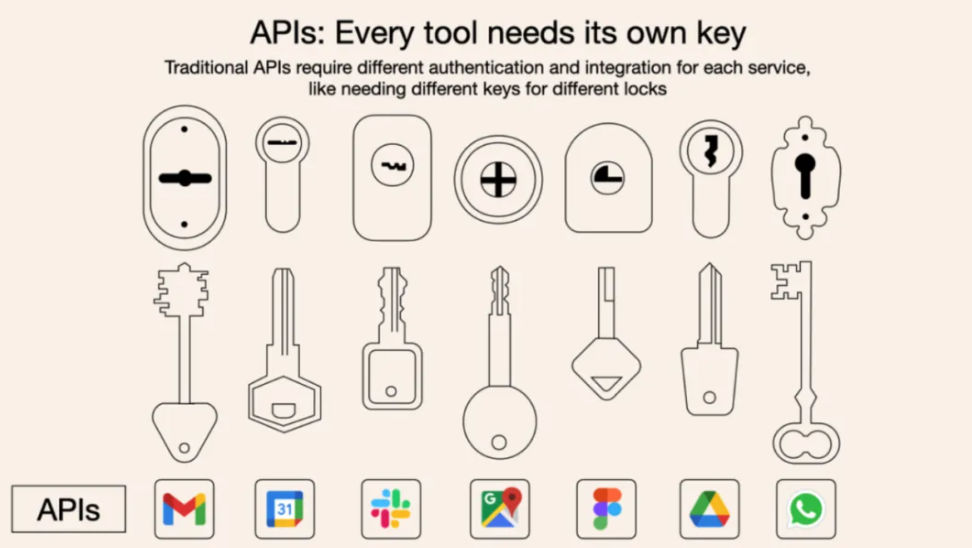 APIs: Every tool needs its own key
Traditional APIs require different authentication and integration for each service,
like needing different keys for different locks
APIs
31
G